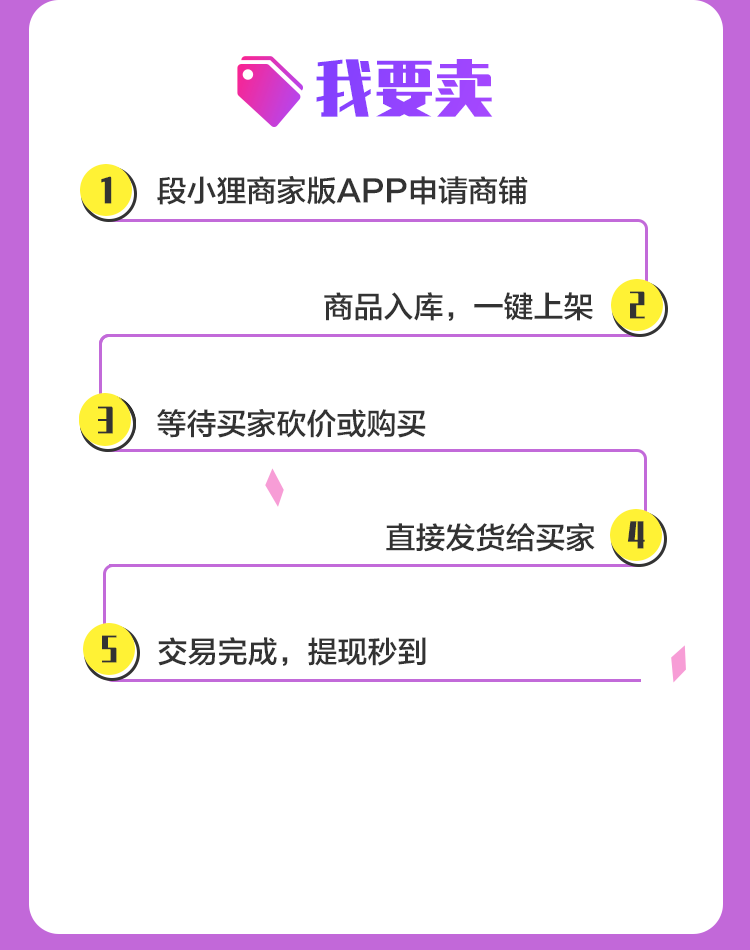 我要卖
1 段小狸商家版APP申请商铺
商品入库，一键上架 2
3 等待买家砍价或购买
直接发货给买家 4
5 交易完成，提现秒到